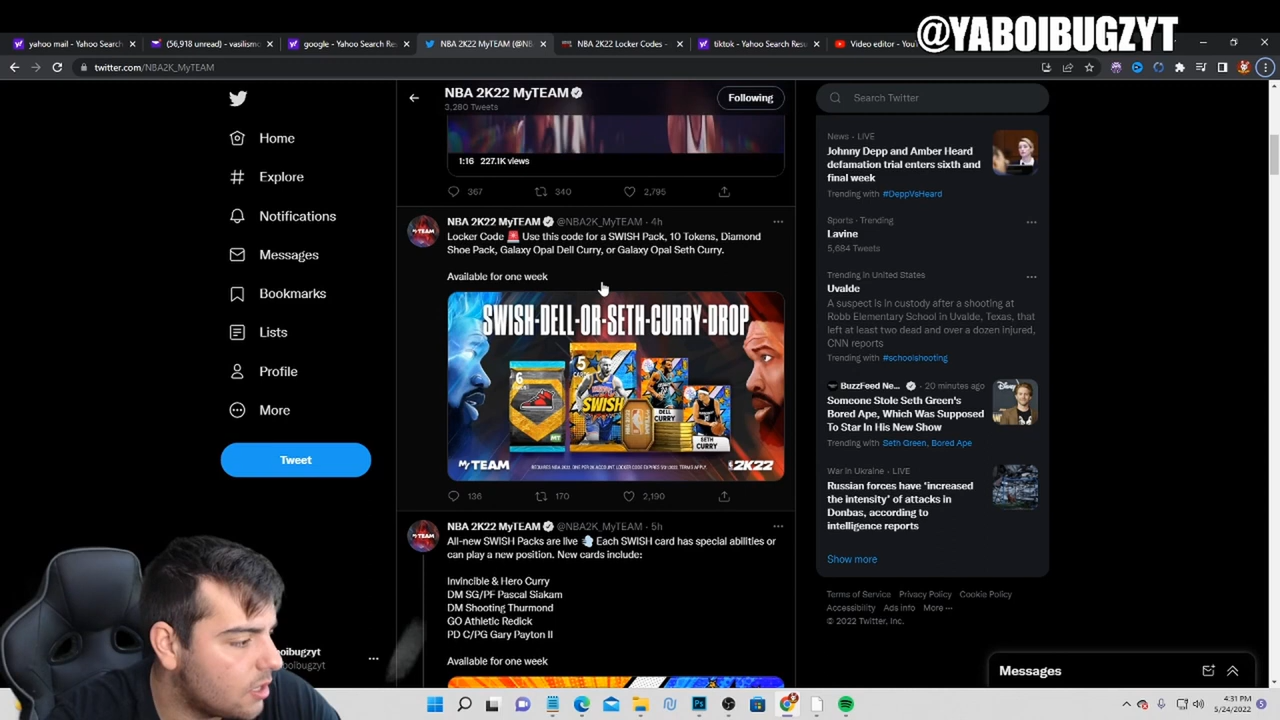 @YABOIBUGZYT
yahoo mail - Yahoo Search
(56,918 unread) - vasilismo
google - Yahoo Search Res
NBA 2K22 MyTEAM (@NB
NBA 2K22 Locker Codes -
tiktok - Yahoo Search Resu
Video editor - You
twitter.com/NBA2K_MyTEAM
NBA 2K22 MyTEAM
3,280 Tweets
Following
Search Twitter
Home
Explore
Notifications
Messages
Bookmarks
Lists
Profile
More
Tweet
1:16 227.1K views
367 340 2,795
NBA 2K22 MyTEAM @NBA2K_MyTEAM · 4h
Locker Code 🚨 Use this code for a SWISH Pack, 10 Tokens, Diamond
Shoe Pack, Galaxy Opal Dell Curry, or Galaxy Opal Seth Curry.
Available for one week
SWISH-DELL-OR-SETH-CURRY-DROP
6
5
CARDS
SWISH
DELL
CURRY
SETH
CURRY
MyTEAM
2K22
136 170 2,190
NBA 2K22 MyTEAM @NBA2K_MyTEAM · 5h
All-new SWISH Packs are live 💨 Each SWISH card has special abilities or
can play a new position. New cards include:
Invincible & Hero Curry
DM SG/PF Pascal Siakam
DM Shooting Thurmond
GO Athletic Redick
PD C/PG Gary Payton II
Available for one week
News · LIVE
Johnny Depp and Amber Heard
defamation trial enters sixth and
final week
Trending with #DeppVsHeard
Sports · Trending
Lavine
5,684 Tweets
Trending in United States
Uvalde
A suspect is in custody after a shooting at
Robb Elementary School in Uvalde, Texas, that
left at least two dead and over a dozen injured,
CNN reports
Trending with #schoolshooting
BuzzFeed Ne... · 20 minutes ago
Someone Stole Seth Green's
Bored Ape, Which Was Supposed
To Star In His New Show
Trending with Seth Green, Bored Ape
War in Ukraine · LIVE
Russian forces have "increased
the intensity" of attacks in
Donbas, according to
intelligence reports
Show more
Terms of Service Privacy Policy Cookie Policy
Accessibility Ads info More ···
© 2022 Twitter, Inc.
Messages
5/24/2022